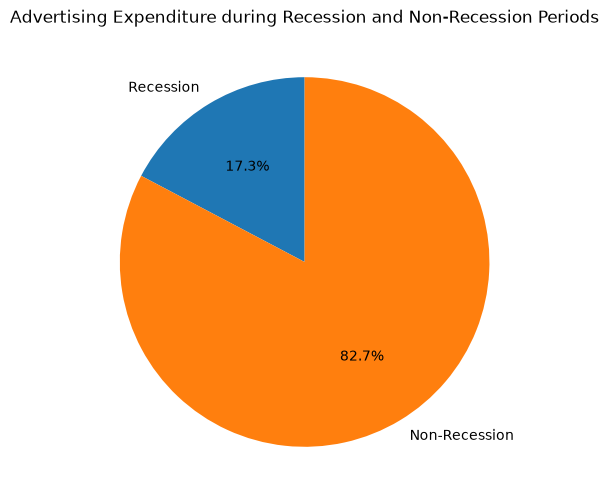 Advertising Expenditure during Recession and Non-Recession Periods
Recession
17.3%
82.7%
Non-Recession